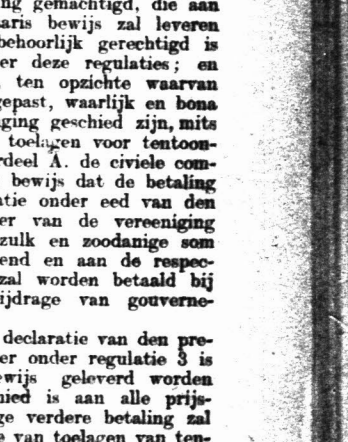 ng gemachtigd, die aan
aris bewijs zal leveren
behoorlijk gerechtigd is
er deze regulaties; en
ten opzichte waarvan
gepast, waarlijk en bona
ging geschied zijn, mits
toelagen voor tentoon-
rdeel A. de civiele com-
bewijs dat de betaling
atie onder eed van den
er van de vereeniging
zulk en zoodanige som
end en aan de respec-
zal worden betaald bij
ijdrage van gouverne-
declaratie van den pre-
er onder regulatie 3 is
ewijs geleverd worden
hied is aan alle prijs-
ge verdere betaling zal
e van toelagen van ten-